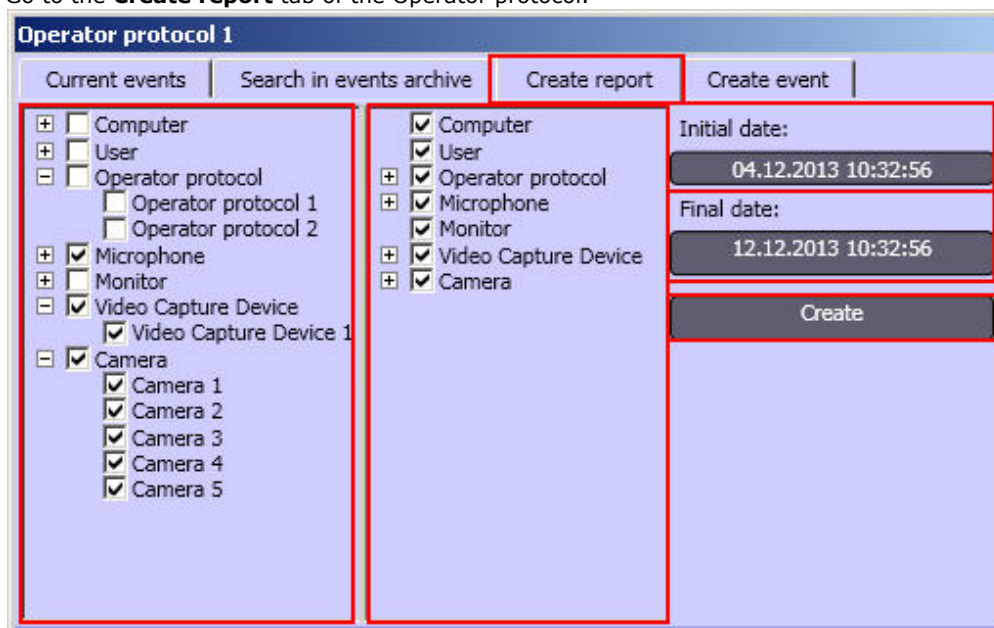 Go to the Create report tab of the Operator protocol.
Operator protocol 1
Current events
Search in events archive
Create report
Create event
Computer
User
Operator protocol
Operator protocol 1
Operator protocol 2
Microphone
Monitor
Video Capture Device
Video Capture Device 1
Camera
Camera 1
Camera 2
Camera 3
Camera 4
Camera 5
Computer
User
Operator protocol
Microphone
Monitor
Video Capture Device
Camera
Initial date:
04.12.2013 10:32:56
Final date:
12.12.2013 10:32:56
Create